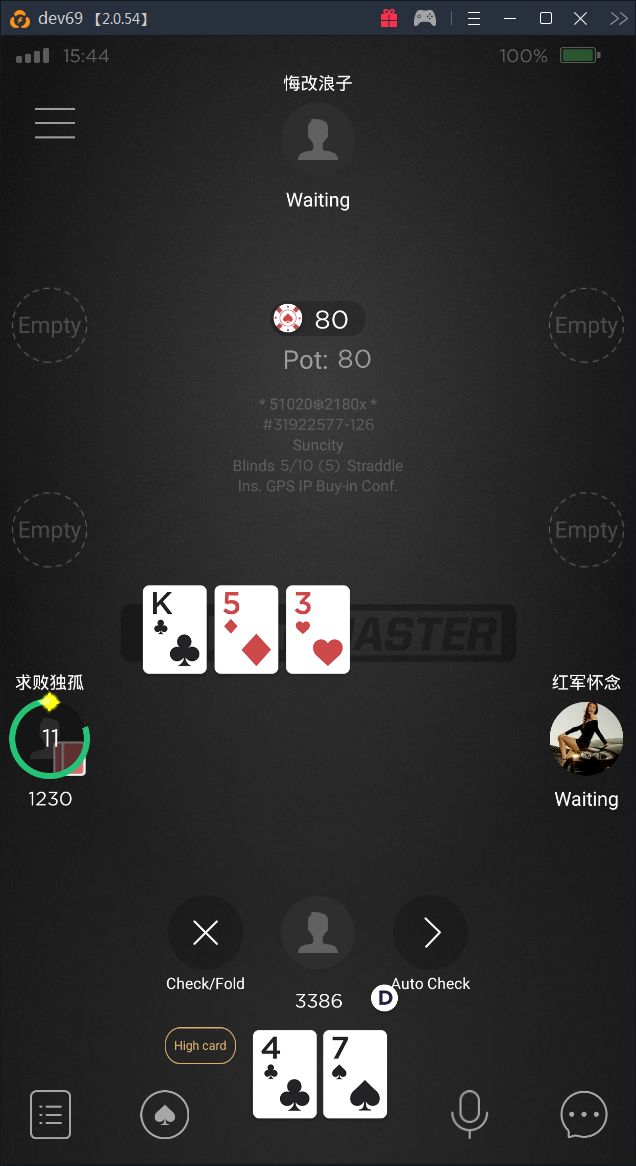 dev69 【2.0.54】
15:44
100%
悔改浪子
Waiting
Empty
Empty
80
Pot: 80
* 51020❄2180x *
#31922577-126
Suncity
Blinds 5/10 (5) Straddle
Ins. GPS IP Buy-in Conf.
Empty
Empty
K 5 3
ASTER
求败独孤
红军怀念
11
1230
Waiting
Check/Fold
Auto Check
3386
D
High card
4 7